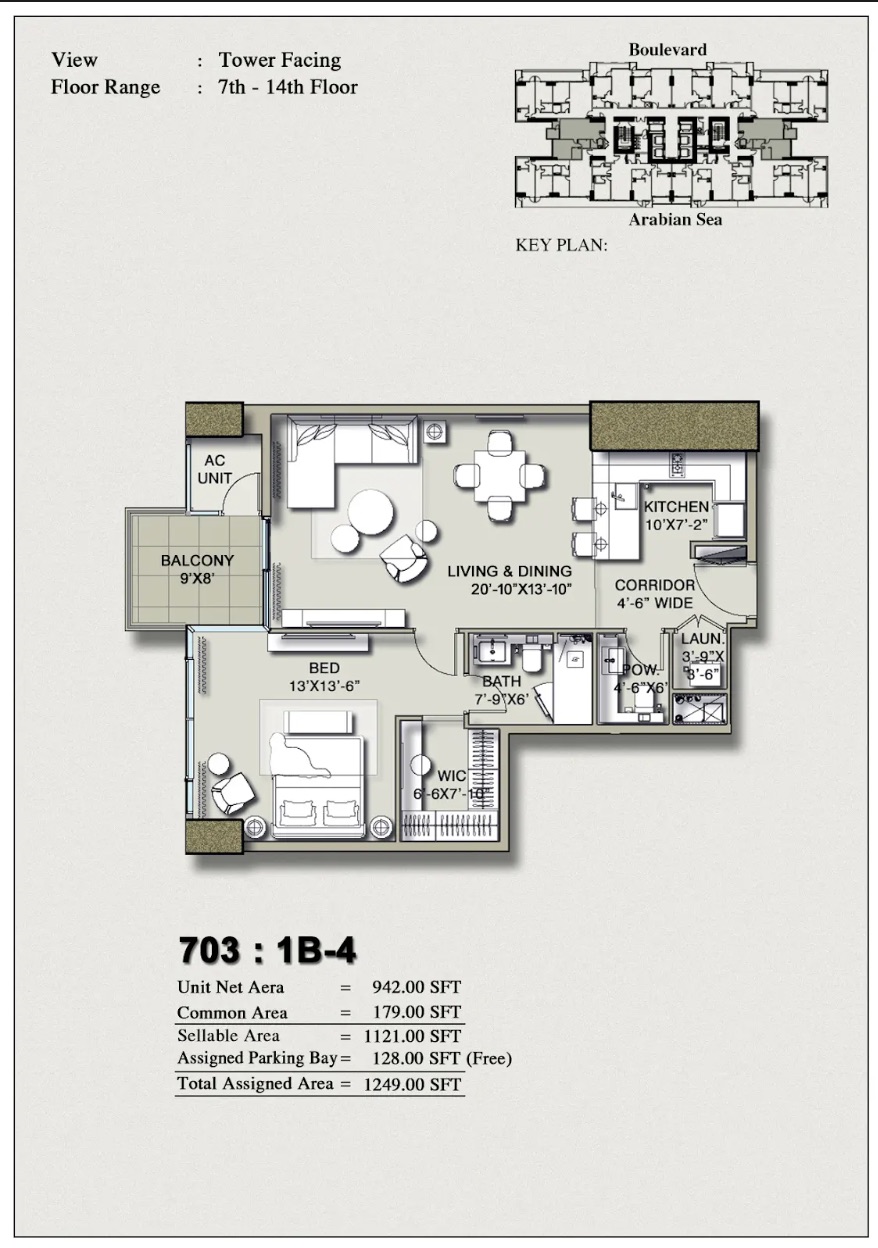 View : Tower Facing
Floor Range : 7th - 14th Floor
Boulevard
Arabian Sea
KEY PLAN:
AC
UNIT
BALCONY
9'X8'
KITCHEN
10'X7'-2"
LIVING & DINING
20'-10"X13'-10"
CORRIDOR
4'-6" WIDE
BED
13'X13'-6"
BATH
7'-9"X6'
POW.
4'-6"X6'
LAUN.
3'-9"X
3'-6"
WIC
6'-6X7'-10"
703 : 1B-4
Unit Net Aera = 942.00 SFT
Common Area = 179.00 SFT
Sellable Area = 1121.00 SFT
Assigned Parking Bay = 128.00 SFT (Free)
Total Assigned Area = 1249.00 SFT